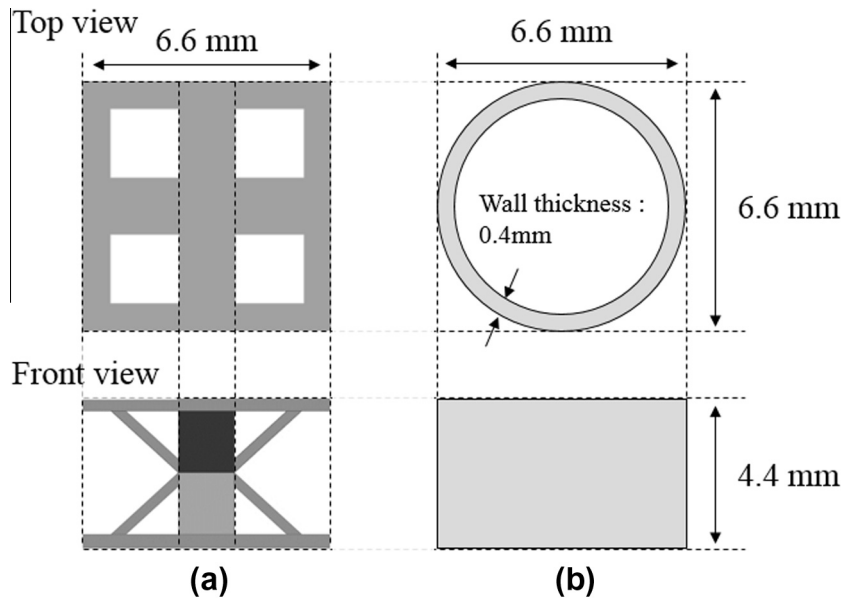 Top view
6.6 mm
6.6 mm
Wall thickness :
0.4mm
6.6 mm
Front view
4.4 mm
(a)
(b)